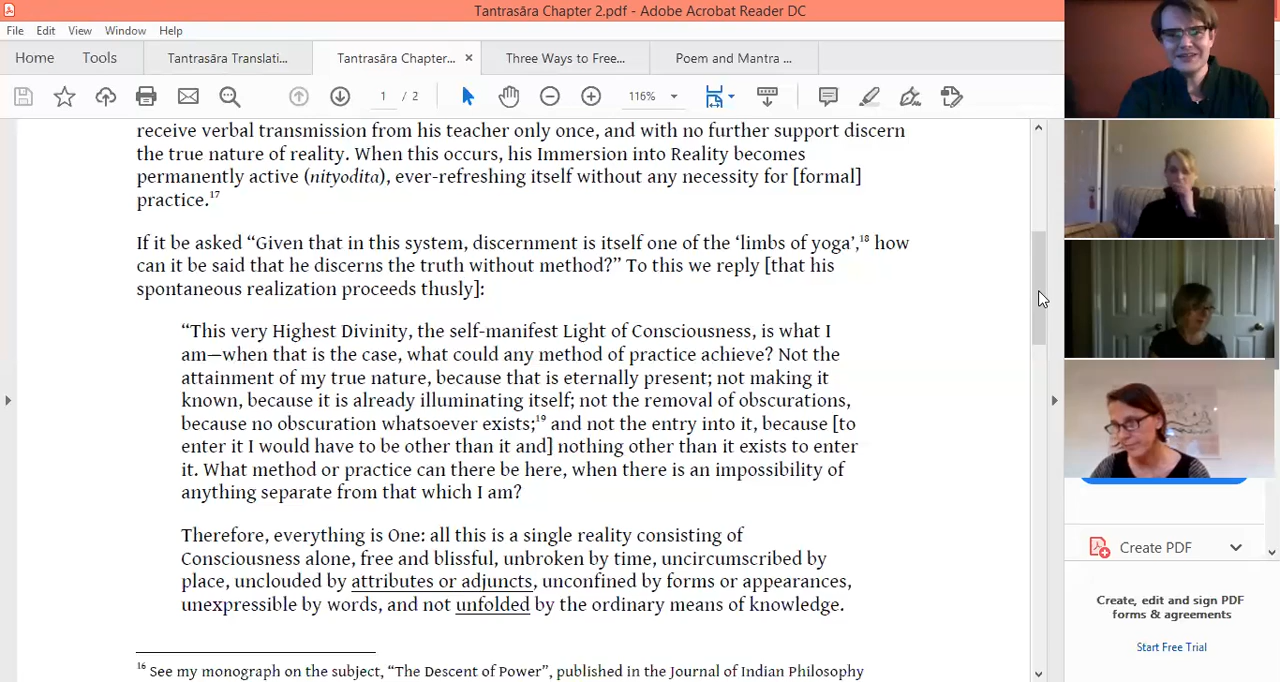 Tantrasāra Chapter 2.pdf - Adobe Acrobat Reader DC
File Edit View Window Help
Home Tools Tantrasāra Translati... Tantrasāra Chapter... × Three Ways to Free... Poem and Mantra ...
1 / 2 116%
receive verbal transmission from his teacher only once, and with no further support discern
the true nature of reality. When this occurs, his Immersion into Reality becomes
permanently active (nityodita), ever-refreshing itself without any necessity for [formal]
practice.17
If it be asked “Given that in this system, discernment is itself one of the ‘limbs of yoga’,18 how
can it be said that he discerns the truth without method?” To this we reply [that his
spontaneous realization proceeds thusly]:
“This very Highest Divinity, the self-manifest Light of Consciousness, is what I
am—when that is the case, what could any method of practice achieve? Not the
attainment of my true nature, because that is eternally present; not making it
known, because it is already illuminating itself; not the removal of obscurations,
because no obscuration whatsoever exists;19 and not the entry into it, because [to
enter it I would have to be other than it and] nothing other than it exists to enter
it. What method or practice can there be here, when there is an impossibility of
anything separate from that which I am?
Therefore, everything is One: all this is a single reality consisting of
Consciousness alone, free and blissful, unbroken by time, uncircumscribed by
place, unclouded by attributes or adjuncts, unconfined by forms or appearances,
unexpressible by words, and not unfolded by the ordinary means of knowledge.
16 See my monograph on the subject, “The Descent of Power”, published in the Journal of Indian Philosophy
Create PDF
Create, edit and sign PDF
forms & agreements
Start Free Trial